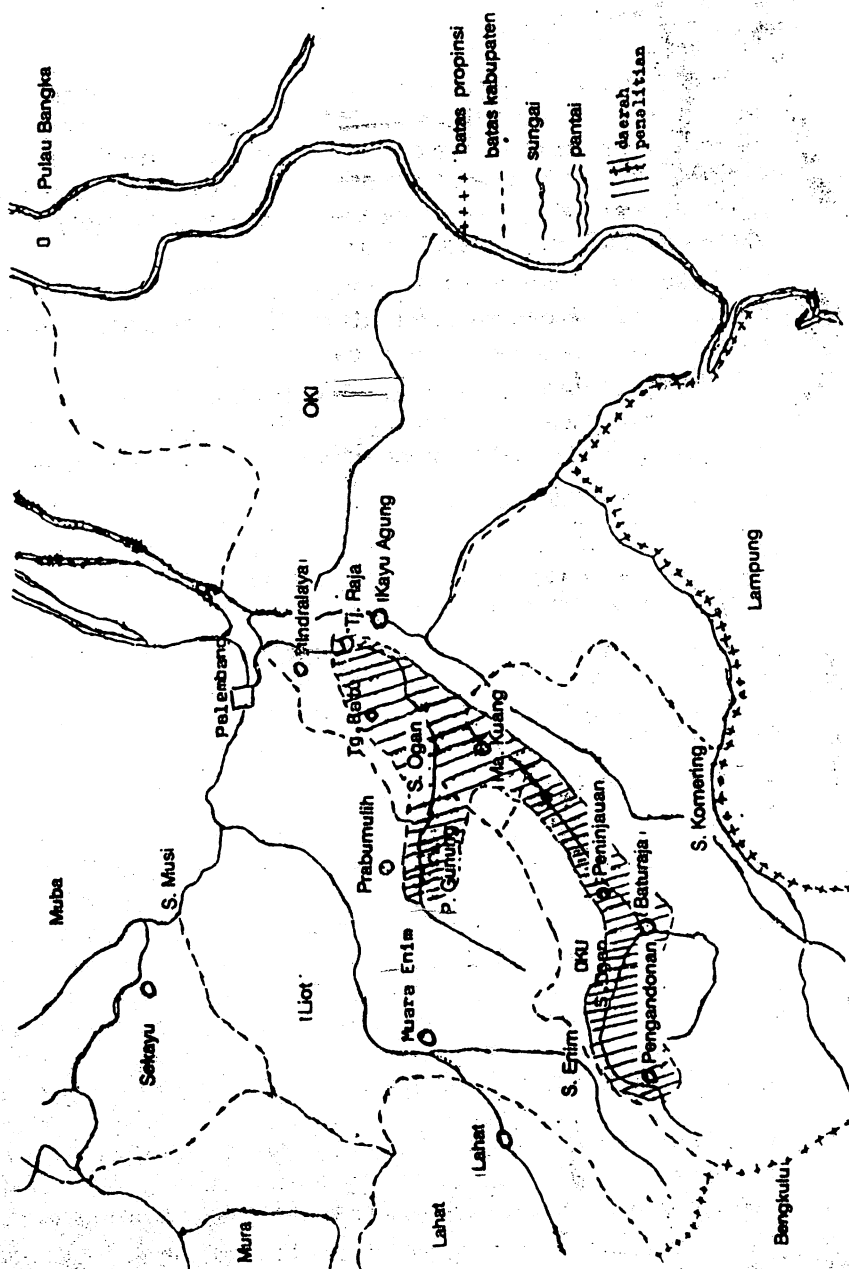 Pulau Bangka
Muba
S. Musi
Sekayu
Palembang
OKI
Indralaya
Tj. Raja
Kayu Agung
Tg. Batu
S. Ogan
Ma. Kuang
Prabumulih
P. Gunung
Liot
Muara Enim
Mura
Lahat
Lahat
S. Enim
OKU
S. Ogan
Peninjauan
Baturaja
Pengandonan
S. Komering
Lampung
Bengkulu
batas propinsi
batas kabupaten
sungai
pantai
daerah
penelitian